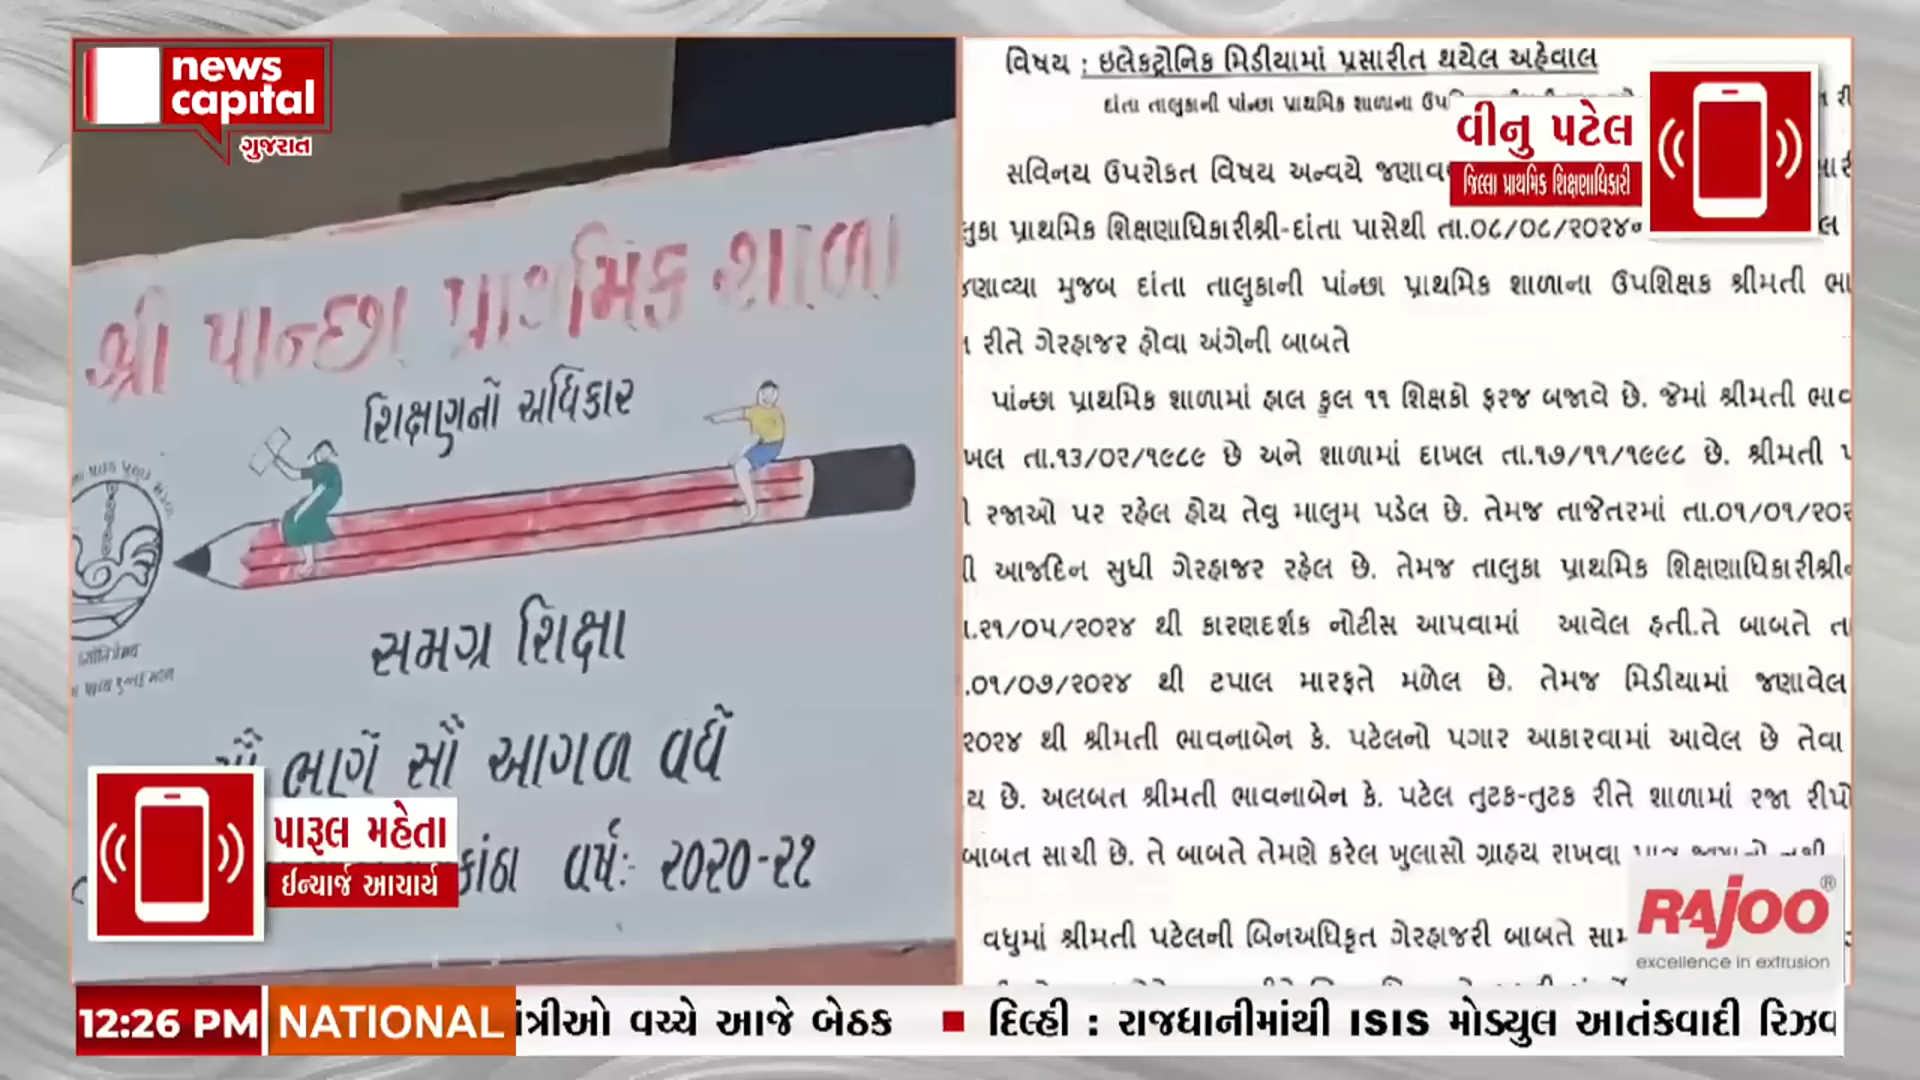 news
capital
ગુજરાત
શ્રી પાન્છા પ્રાથમિક શાળા
શિક્ષણનો અધિકાર
સમગ્ર શિક્ષા
ભણે સૌ આગળ વધે
કાંઠા વર્ષઃ- ૨૦૨૦-૨૧
પારૂલ મહેતા
ઈન્ચાર્જ આચાર્ય
વિષય : ઇલેકટ્રોનિક મિડીયામાં પ્રસારીત થયેલ અહેવાલ
દાંતા તાલુકાની પાંન્છા પ્રાથમિક શાળાના
સવિનય ઉપરોકત વિષય અન્વયે
પ્રાથમિક શિક્ષણાધિકારીશ્રી-દાંતા પાસેથી તા.૦૮/૦૮/૨૦૨૪
મુજબ દાંતા તાલુકાની પાંન્છા પ્રાથમિક શાળાના ઉપશિક્ષક શ્રીમતી
રીતે ગેરહાજર હોવા અંગેની બાબતે
પાંન્છા પ્રાથમિક શાળામાં હાલ કુલ ૧૧ શિક્ષકો ફરજ બજાવે છે. જેમાં શ્રીમતી
તા.૧૩/૦૨/૧૯૮૯ છે અને શાળામાં દાખલ તા.૧૭/૧૧/૧૯૯૮ છે. શ્રીમતી
રજાઓ પર રહેલ હોય તેવુ માલુમ પડેલ છે. તેમજ તાજેતરમાં
આજદિન સુધી ગેરહાજર રહેલ છે. તેમજ તાલુકા પ્રાથમિક શિક્ષણાધિકારીશ્રી
.૨૧/૦૫/૨૦૨૪ થી કારણદર્શક નોટીસ આપવામાં આવેલ હતી.તે બાબતે
.૦૧/૦૭/૨૦૨૪ થી ટપાલ મારફતે મળેલ છે. તેમજ મિડીયામાં જણાવેલ
૨૦૨૪ થી શ્રીમતી ભાવનાબેન કે. પટેલનો પગાર આકારવામાં આવેલ છે તેવા
છે. અલબત શ્રીમતી ભાવનાબેન કે. પટેલ તુટક-તુટક રીતે શાળામાં રજા
બાબત સાચી છે. તે બાબતે તેમણે કરેલ ખુલાસો ગ્રાહય રાખવા
વધુમાં શ્રીમતી પટેલની બિનઅધિકૃત ગેરહાજરી બાબતે
વીનુ પટેલ
જિલ્લા પ્રાથમિક શિક્ષણાધિકારી
RAJOO®
excellence in extrusion
12:26 PM NATIONAL વચ્ચે આજે બેઠક ■ દિલ્હી : રાજધાનીમાંથી ISIS મોડ્યુલ આતંકવાદી